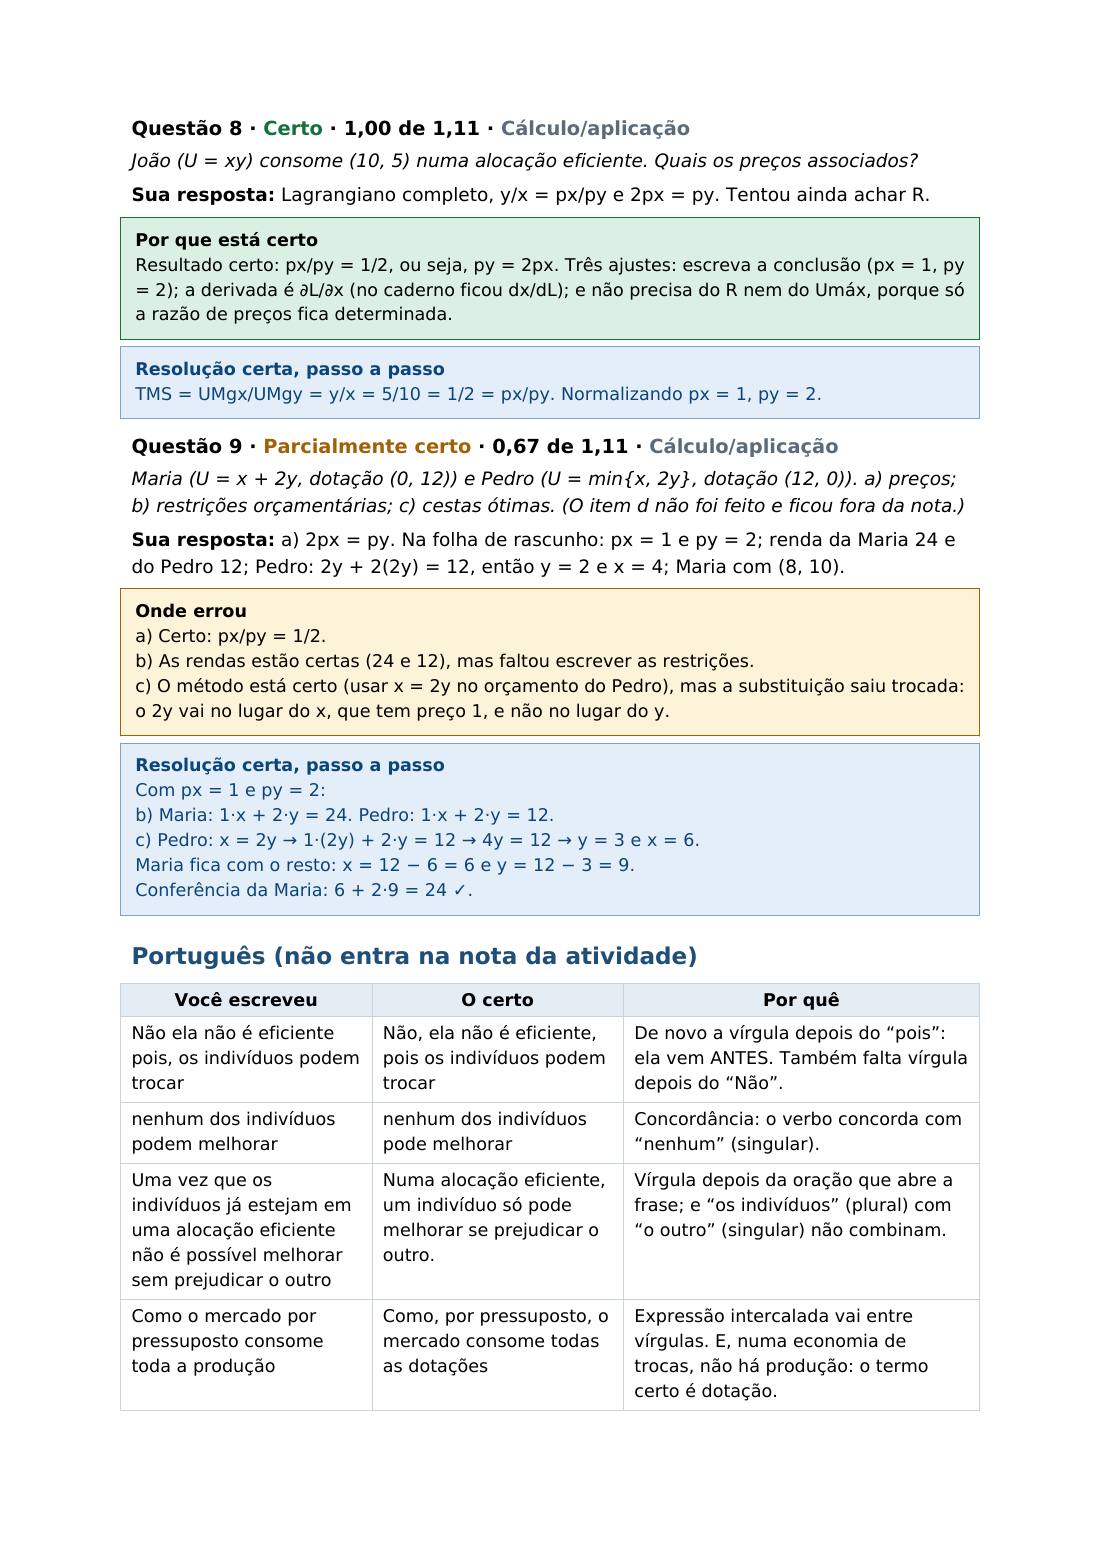 Questão 8 · Certo · 1,00 de 1,11 · Cálculo/aplicação
João (U = xy) consome (10, 5) numa alocação eficiente. Quais os preços associados?
Sua resposta: Lagrangiano completo, y/x = px/py e 2px = py. Tentou ainda achar R.
Por que está certo
Resultado certo: px/py = 1/2, ou seja, py = 2px. Três ajustes: escreva a conclusão (px = 1, py
= 2); a derivada é ∂L/∂x (no caderno ficou dx/dL); e não precisa do R nem do Umáx, porque só
a razão de preços fica determinada.
Resolução certa, passo a passo
TMS = UMgx/UMgy = y/x = 5/10 = 1/2 = px/py. Normalizando px = 1, py = 2.
Questão 9 · Parcialmente certo · 0,67 de 1,11 · Cálculo/aplicação
Maria (U = x + 2y, dotação (0, 12)) e Pedro (U = min{x, 2y}, dotação (12, 0)). a) preços;
b) restrições orçamentárias; c) cestas ótimas. (O item d não foi feito e ficou fora da nota.)
Sua resposta: a) 2px = py. Na folha de rascunho: px = 1 e py = 2; renda da Maria 24 e
do Pedro 12; Pedro: 2y + 2(2y) = 12, então y = 2 e x = 4; Maria com (8, 10).
Onde errou
a) Certo: px/py = 1/2.
b) As rendas estão certas (24 e 12), mas faltou escrever as restrições.
c) O método está certo (usar x = 2y no orçamento do Pedro), mas a substituição saiu trocada:
o 2y vai no lugar do x, que tem preço 1, e não no lugar do y.
Resolução certa, passo a passo
Com px = 1 e py = 2:
b) Maria: 1·x + 2·y = 24. Pedro: 1·x + 2·y = 12.
c) Pedro: x = 2y → 1·(2y) + 2·y = 12 → 4y = 12 → y = 3 e x = 6.
Maria fica com o resto: x = 12 − 6 = 6 e y = 12 − 3 = 9.
Conferência da Maria: 6 + 2·9 = 24 ✓.
Português (não entra na nota da atividade)
Você escreveu
O certo
Por quê
Não ela não é eficiente
pois, os indivíduos podem
trocar
Não, ela não é eficiente,
pois os indivíduos podem
trocar
De novo a vírgula depois do “pois”:
ela vem ANTES. Também falta vírgula
depois do “Não”.
nenhum dos indivíduos
podem melhorar
nenhum dos indivíduos
pode melhorar
Concordância: o verbo concorda com
“nenhum” (singular).
Uma vez que os
indivíduos já estejam em
uma alocação eficiente
não é possível melhorar
sem prejudicar o outro
Numa alocação eficiente,
um indivíduo só pode
melhorar se prejudicar o
outro.
Vírgula depois da oração que abre a
frase; e “os indivíduos” (plural) com
“o outro” (singular) não combinam.
Como o mercado por
pressuposto consome
toda a produção
Como, por pressuposto, o
mercado consome todas
as dotações
Expressão intercalada vai entre
vírgulas. E, numa economia de
trocas, não há produção: o termo
certo é dotação.